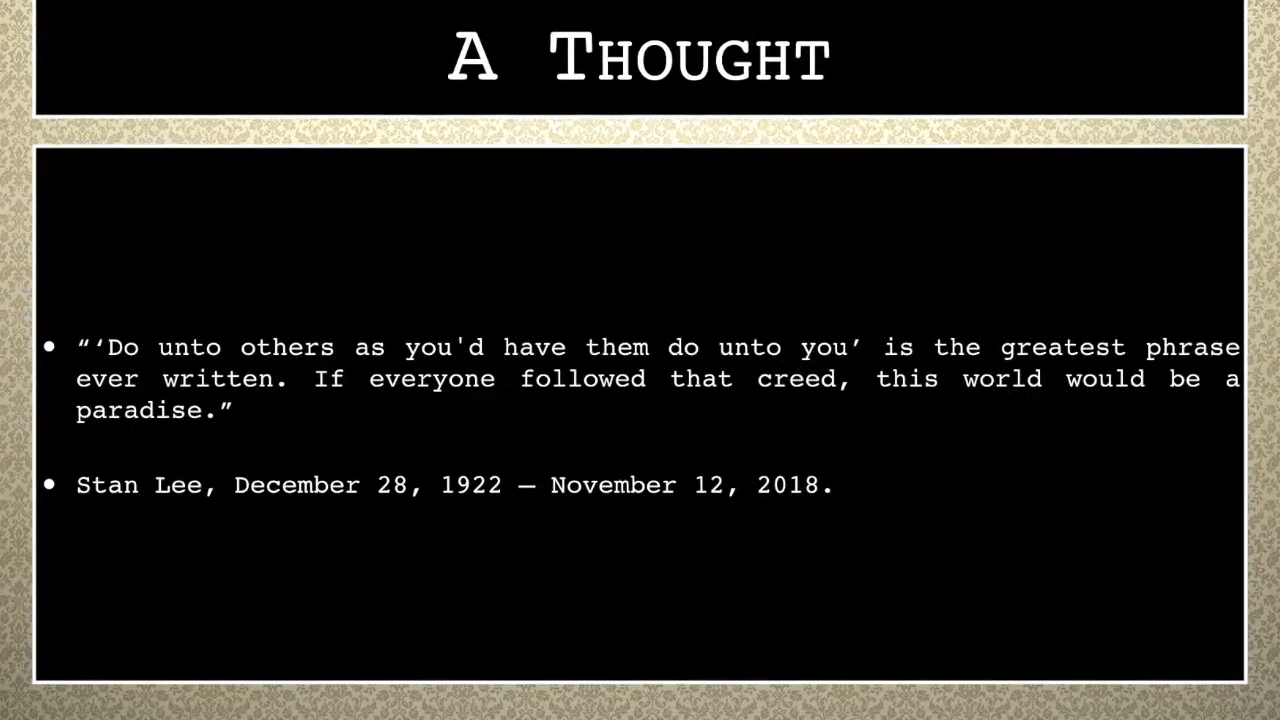 A Thought
• “‘Do unto others as you'd have them do unto you’ is the greatest phrase
ever written. If everyone followed that creed, this world would be a
paradise.”
• Stan Lee, December 28, 1922 – November 12, 2018.